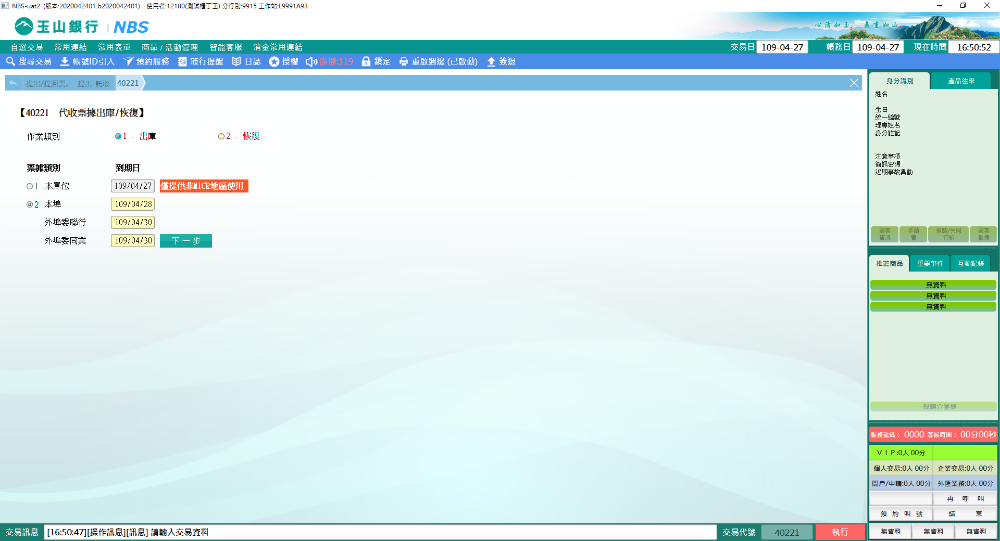 NBS-uat2 (版本:2020042401.b2020042401) 使用者:12180(測試櫃丁壬) 分行別:9915 工作站:L9991A93
玉山銀行 | NBS
心清如玉。義重如山。
自選交易 常用連結 常用表單 商品 / 活動管理 智能客服 消金常用連結 交易日 109-04-27 帳務日 109-04-27 現在時間 16:50:52
搜尋交易 帳號ID引入 預約服務 蒞行提醒 日誌 授權 廣播:119 鎖定 重啟週邊 (已啟動) 簽退
提出/提回票.. 提出-託收 40221
【40221 代收票據出庫/恢復】
作業類別 1 - 出庫 2 - 恢復
票據類別 到期日
1 本單位 109/04/27 僅提供非MICR地區使用
2 本埠 109/04/28
外埠委聯行 109/04/30
外埠委同業 109/04/30 下一步
身分識別 產品往來
姓名
生日
統一編號
理專姓名
身分註記
注意事項
簡訊密碼
近期事故異動
顧客資訊 手續費 通路/共同行銷 顧客影像
推薦商品 重要事件 互動記錄
無資料
無資料
無資料
一般轉介登錄
服務號碼： 0000 等候時間： 00分00秒
ＶＩＰ:0人 00分
個人交易:0人 00分 企業交易:0人 00分
開戶/申請:0人 00分 外匯業務:0人 00分
再 呼 叫
預 約 叫 號 結 束
無資料 無資料 無資料
交易訊息 [16:50:47][操作訊息][訊息] 請輸入交易資料 交易代號 40221 執行